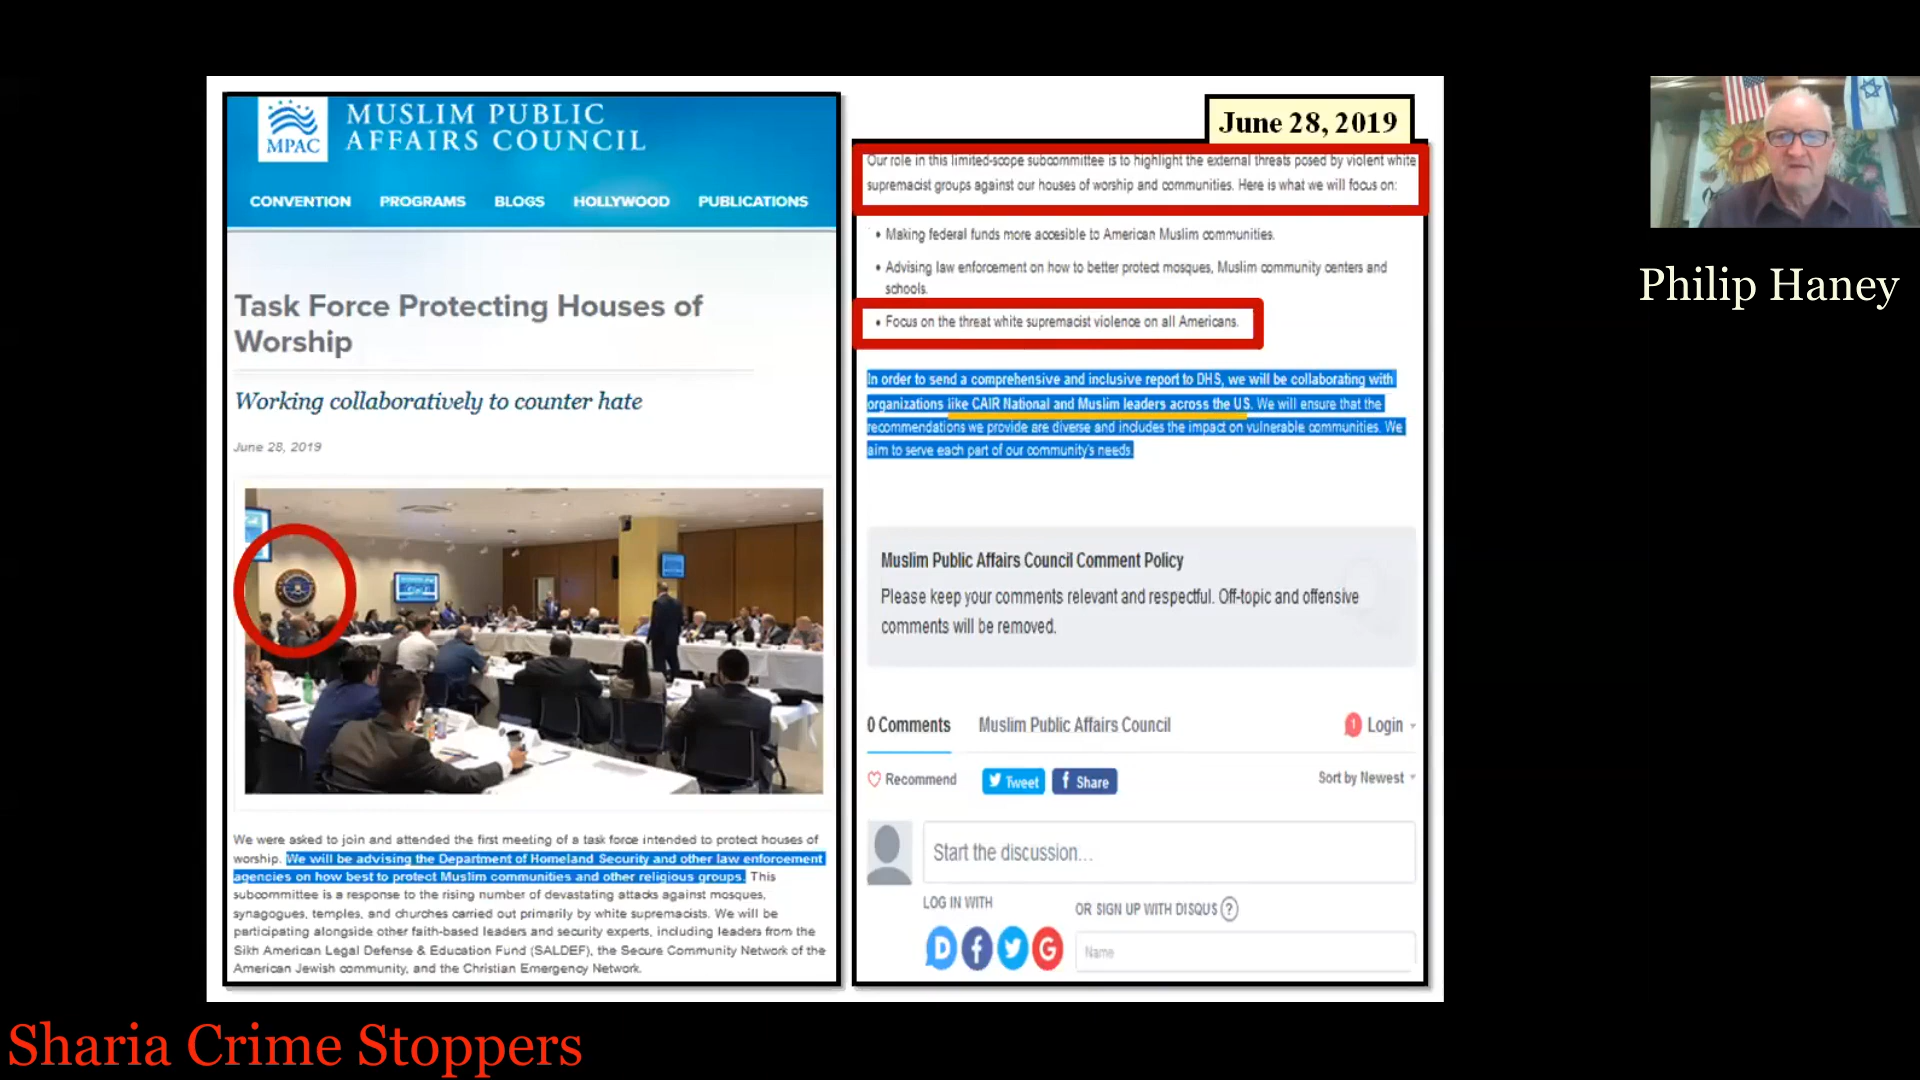 MPAC
MUSLIM PUBLIC
AFFAIRS COUNCIL
CONVENTION PROGRAMS BLOGS HOLLYWOOD PUBLICATIONS
Task Force Protecting Houses of
Worship
Working collaboratively to counter hate
June 28, 2019
We were asked to join and attended the first meeting of a task force intended to protect houses of
worship. We will be advising the Department of Homeland Security and other law enforcement
agencies on how best to protect Muslim communities and other religious groups. This
subcommittee is a response to the rising number of devastating attacks against mosques,
synagogues, temples, and churches carried out primarily by white supremacists. We will be
participating alongside other faith-based leaders and security experts, including leaders from the
Sikh American Legal Defense & Education Fund (SALDEF), the Secure Community Network of the
American Jewish community, and the Christian Emergency Network.
June 28, 2019
Our role in this limited-scope subcommittee is to highlight the external threats posed by violent white
supremacist groups against our houses of worship and communities. Here is what we will focus on:
• Making federal funds more accesible to American Muslim communities.
• Advising law enforcement on how to better protect mosques, Muslim community centers and
schools.
• Focus on the threat white supremacist violence on all Americans.
In order to send a comprehensive and inclusive report to DHS, we will be collaborating with
organizations like CAIR National and Muslim leaders across the US. We will ensure that the
recommendations we provide are diverse and includes the impact on vulnerable communities. We
aim to serve each part of our community's needs.
Muslim Public Affairs Council Comment Policy
Please keep your comments relevant and respectful. Off-topic and offensive
comments will be removed.
0 Comments Muslim Public Affairs Council 1 Login
Recommend Tweet f Share Sort by Newest
Start the discussion...
LOG IN WITH
OR SIGN UP WITH DISQUS ?
D f G
Name
Philip Haney
Sharia Crime Stoppers